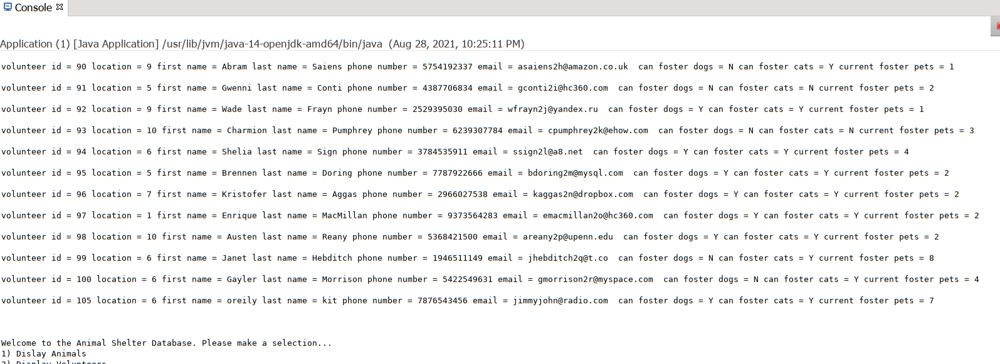 Console
Application (1) [Java Application] /usr/lib/jvm/java-14-openjdk-amd64/bin/java (Aug 28, 2021, 10:25:11 PM)
volunteer id = 90 location = 9 first name = Abram last name = Saiens phone number = 5754192337 email = asaiens2h@amazon.co.uk  can foster dogs = N can foster cats = Y current foster pets = 1
volunteer id = 91 location = 5 first name = Gwenni last name = Conti phone number = 4387706834 email = gconti2i@hc360.com  can foster dogs = N can foster cats = N current foster pets = 2
volunteer id = 92 location = 9 first name = Wade last name = Frayn phone number = 2529395030 email = wfrayn2j@yandex.ru  can foster dogs = Y can foster cats = Y current foster pets = 1
volunteer id = 93 location = 10 first name = Charmion last name = Pumphrey phone number = 6239307784 email = cpumphrey2k@ehow.com  can foster dogs = N can foster cats = N current foster pets = 3
volunteer id = 94 location = 6 first name = Shelia last name = Sign phone number = 3784535911 email = ssign2l@a8.net  can foster dogs = Y can foster cats = Y current foster pets = 4
volunteer id = 95 location = 5 first name = Brennen last name = Doring phone number = 7787922666 email = bdoring2m@mysql.com  can foster dogs = Y can foster cats = Y current foster pets = 2
volunteer id = 96 location = 7 first name = Kristofer last name = Aggas phone number = 2966027538 email = kaggas2n@dropbox.com  can foster dogs = Y can foster cats = Y current foster pets = 2
volunteer id = 97 location = 1 first name = Enrique last name = MacMillan phone number = 9373564283 email = emacmillan2o@hc360.com  can foster dogs = Y can foster cats = Y current foster pets = 2
volunteer id = 98 location = 10 first name = Austen last name = Reany phone number = 5368421500 email = areany2p@upenn.edu  can foster dogs = Y can foster cats = Y current foster pets = 2
volunteer id = 99 location = 6 first name = Janet last name = Hebditch phone number = 1946511149 email = jhebditch2q@t.co  can foster dogs = N can foster cats = Y current foster pets = 8
volunteer id = 100 location = 6 first name = Gayler last name = Morrison phone number = 5422549631 email = gmorrison2r@myspace.com  can foster dogs = N can foster cats = Y current foster pets = 4
volunteer id = 105 location = 6 first name = oreily last name = kit phone number = 7876543456 email = jimmyjohn@radio.com  can foster dogs = Y can foster cats = Y current foster pets = 7
Welcome to the Animal Shelter Database. Please make a selection...
1) Dislay Animals
2) Display Volunteers